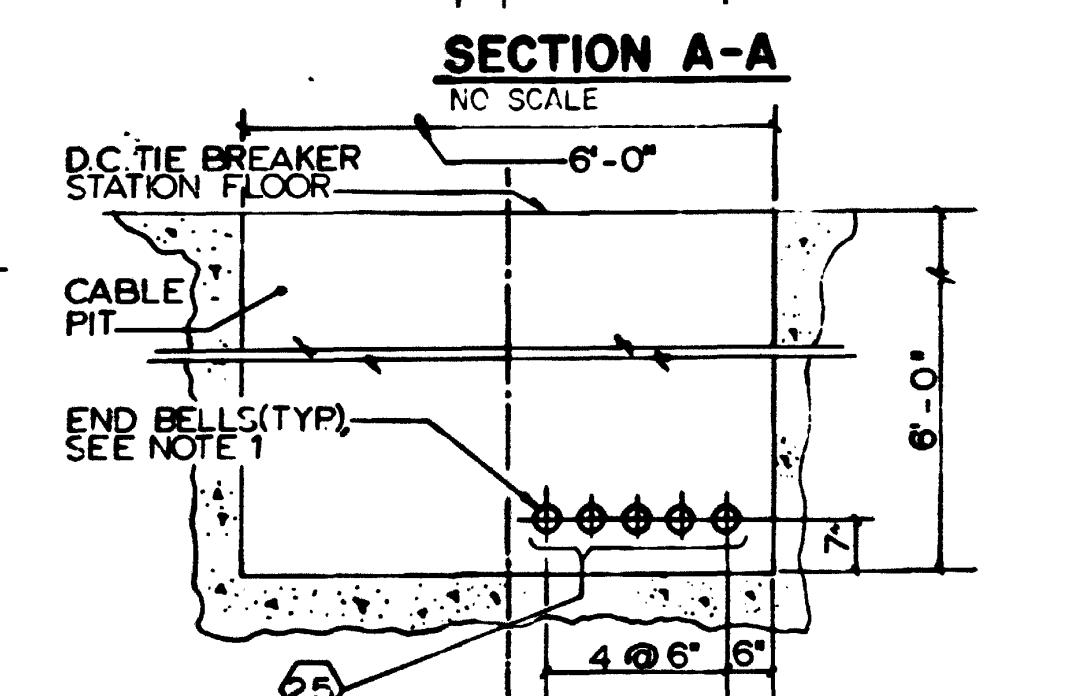 SECTION A-A
NO SCALE
6'-0"
D.C. TIE BREAKER
STATION FLOOR
CABLE
PIT
6'-0"
END BELLS(TYP),
SEE NOTE 1
7"
4 @ 6"
6"
25